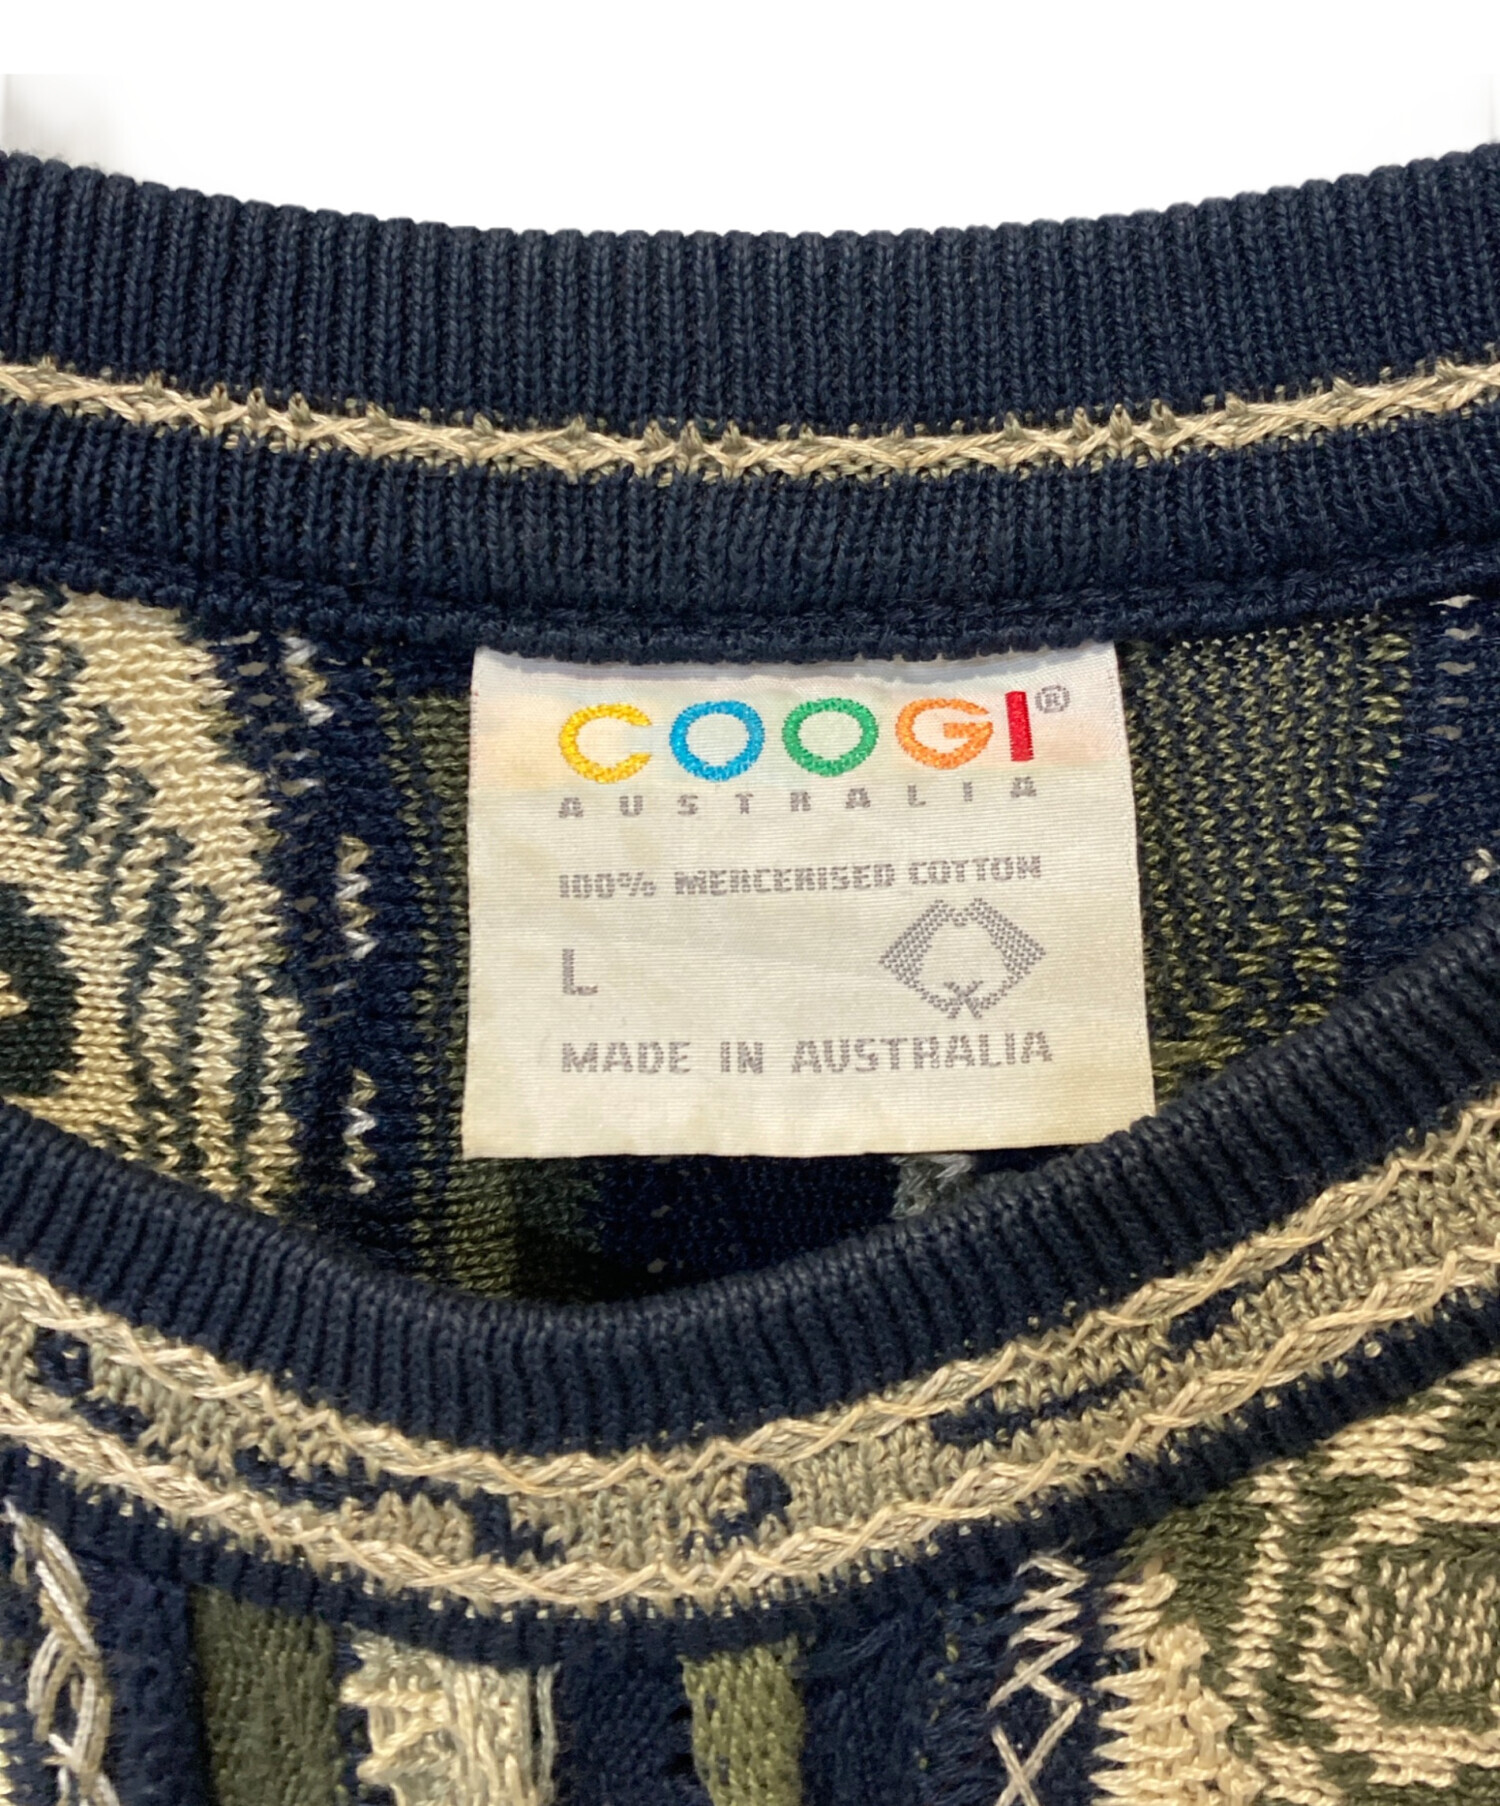 COOGI®
AUSTRALIA
100% MERCERISED COTTON
L
MADE IN AUSTRALIA